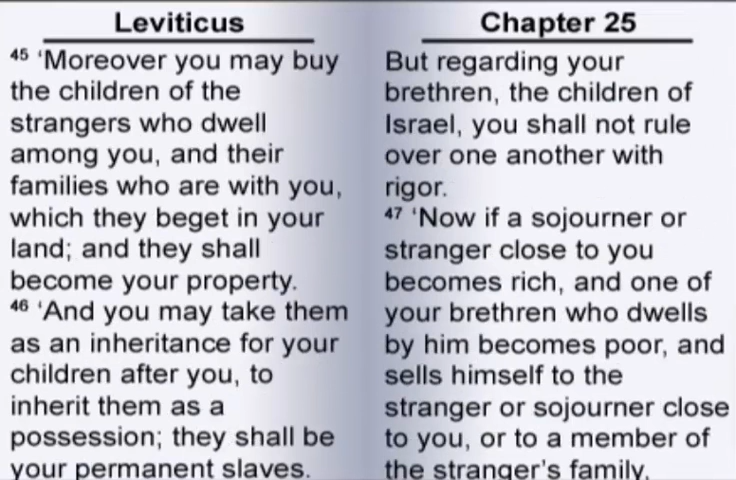 Leviticus
45 ‘Moreover you may buy
the children of the
strangers who dwell
among you, and their
families who are with you,
which they beget in your
land; and they shall
become your property.
46 ‘And you may take them
as an inheritance for your
children after you, to
inherit them as a
possession; they shall be
your permanent slaves.
Chapter 25
But regarding your
brethren, the children of
Israel, you shall not rule
over one another with
rigor.
47 ‘Now if a sojourner or
stranger close to you
becomes rich, and one of
your brethren who dwells
by him becomes poor, and
sells himself to the
stranger or sojourner close
to you, or to a member of
the stranger’s family,